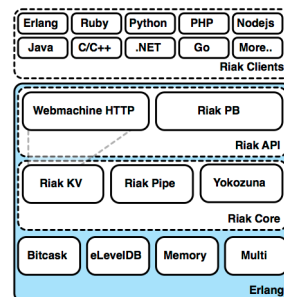 Erlang Ruby Python PHP Nodejs
Java C/C++ .NET Go More..
Riak Clients
Webmachine HTTP Riak PB
Riak API
Riak KV Riak Pipe Yokozuna
Riak Core
Bitcask eLevelDB Memory Multi
Erlang